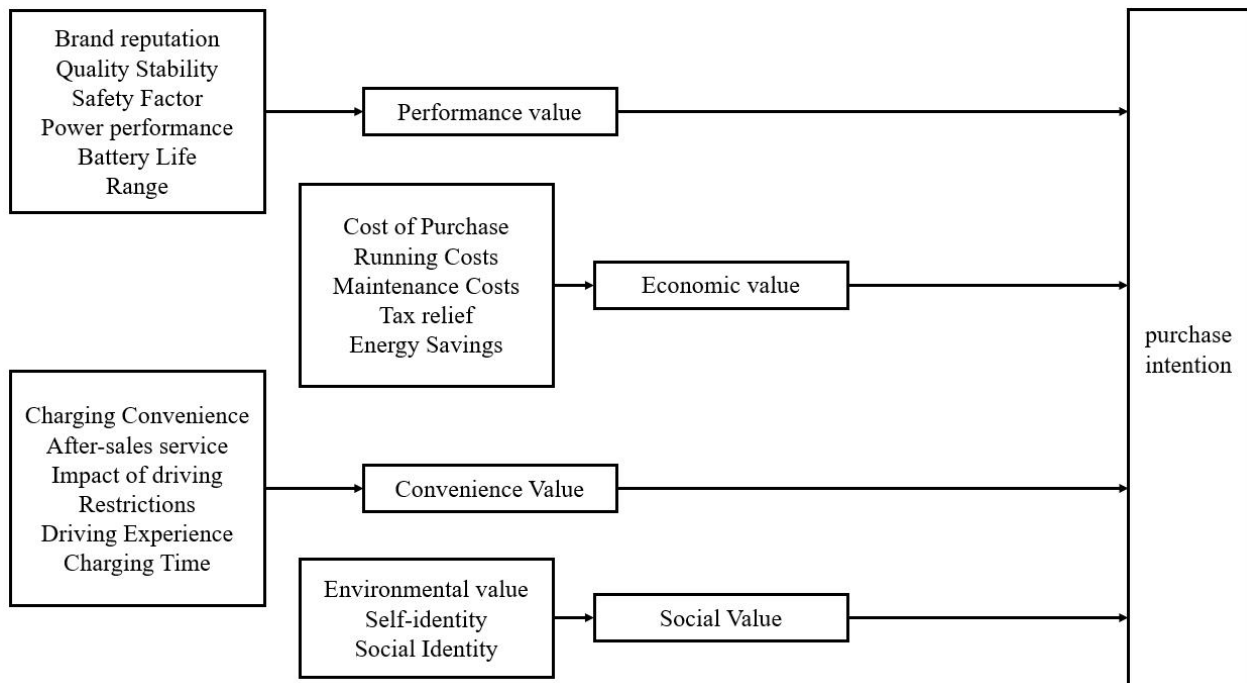 Brand reputation
Quality Stability
Safety Factor
Power performance
Battery Life
Range
Performance value
Cost of Purchase
Running Costs
Maintenance Costs
Tax relief
Energy Savings
Economic value
purchase
intention
Charging Convenience
After-sales service
Impact of driving
Restrictions
Driving Experience
Charging Time
Convenience Value
Environmental value
Self-identity
Social Identity
Social Value